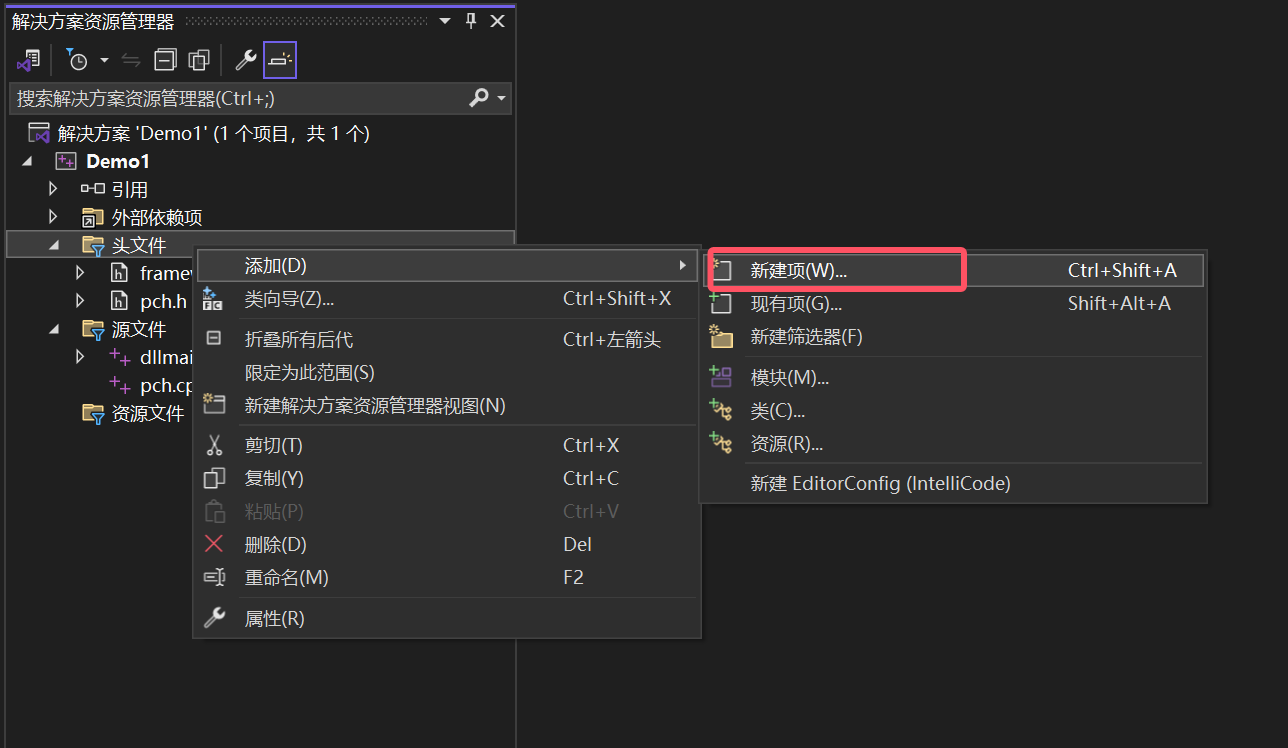 解决方案资源管理器
搜索解决方案资源管理器(Ctrl+;)
解决方案 'Demo1' (1 个项目，共 1 个)
Demo1
引用
外部依赖项
头文件
pch.h
源文件
资源文件
添加(D)
类向导(Z)... Ctrl+Shift+X
折叠所有后代 Ctrl+左箭头
限定为此范围(S)
新建解决方案资源管理器视图(N)
剪切(T) Ctrl+X
复制(Y) Ctrl+C
粘贴(P) Ctrl+V
删除(D) Del
重命名(M) F2
属性(R)
新建项(W)... Ctrl+Shift+A
现有项(G)... Shift+Alt+A
新建筛选器(F)
模块(M)...
类(C)...
资源(R)...
新建 EditorConfig (IntelliCode)